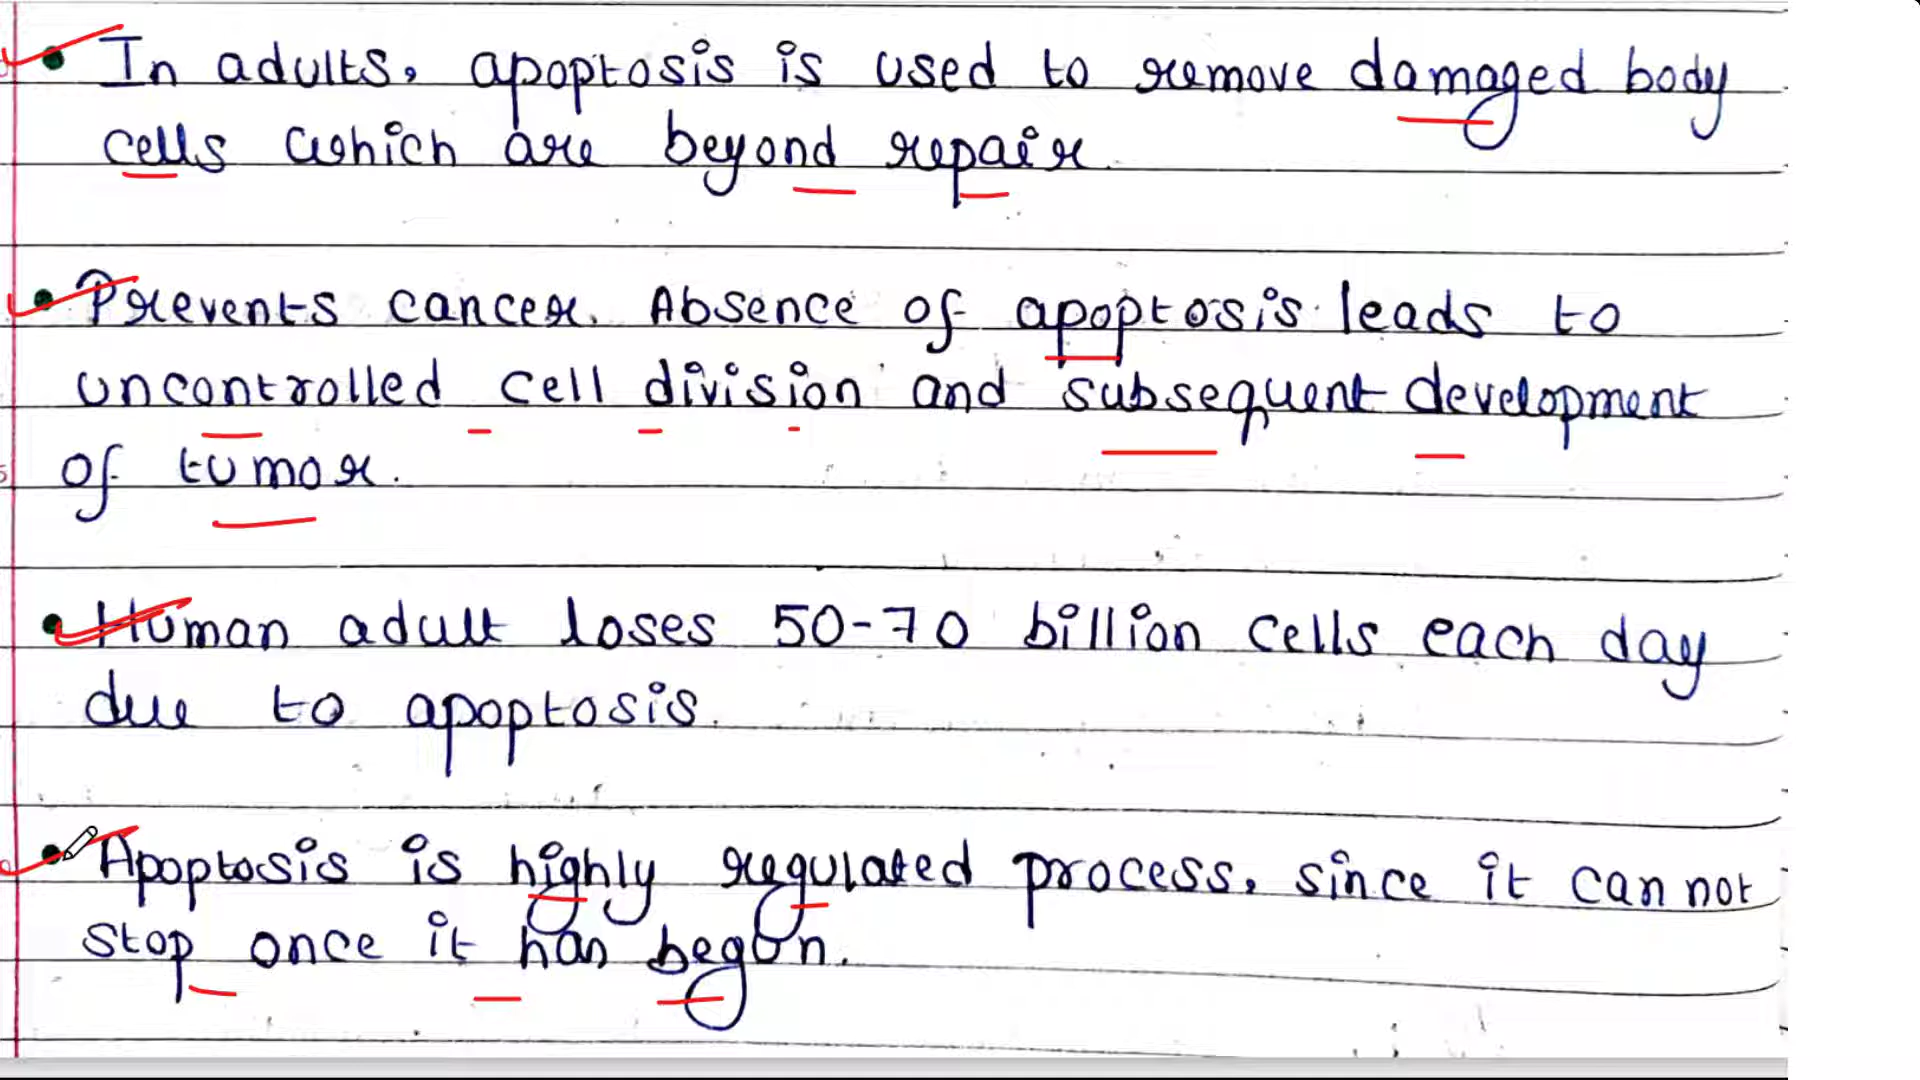 • In adults, apoptosis is used to remove damaged body
cells which are beyond repair.
• Prevents cancer. Absence of apoptosis leads to
uncontrolled cell division and subsequent development
of tumor.
• Human adult loses 50-70 billion cells each day
due to apoptosis.
• Apoptosis is highly regulated process, since it can not
stop once it has begun.